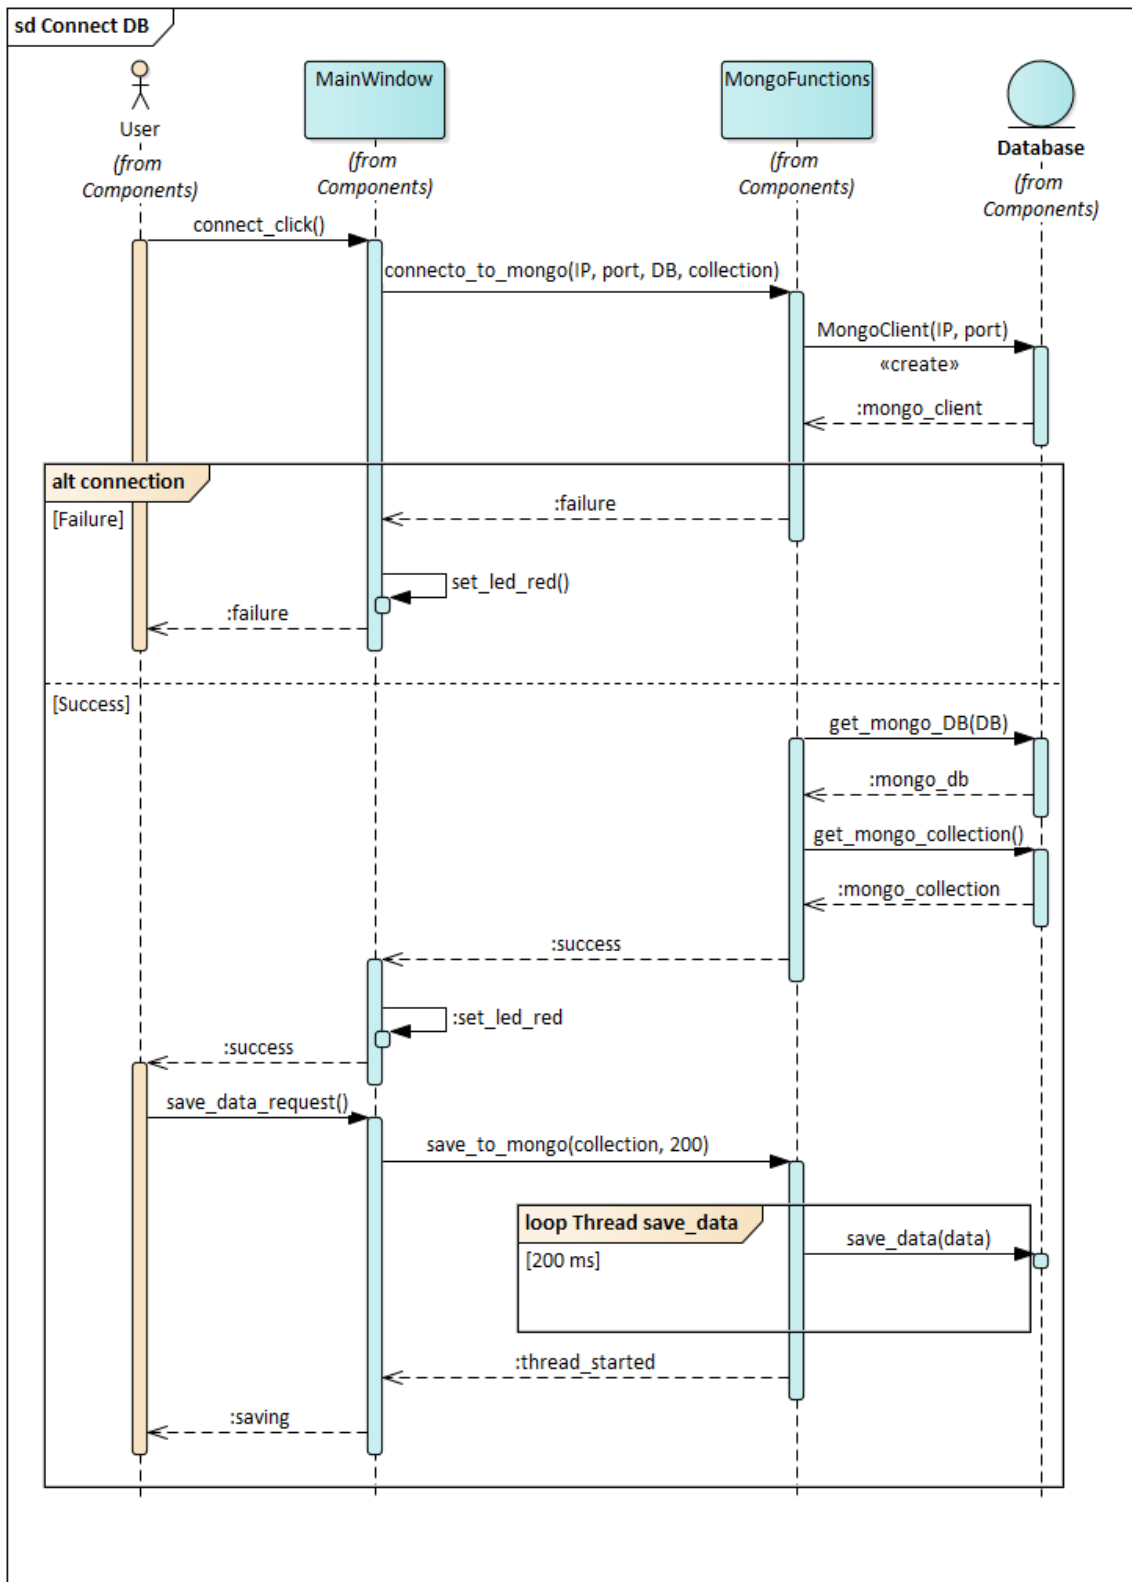 sd Connect DB
User
(from
Components)
MainWindow
(from
Components)
MongoFunctions
(from
Components)
Database
(from
Components)
connect_click()
connecto_to_mongo(IP, port, DB, collection)
MongoClient(IP, port)
«create»
:mongo_client
alt connection
[Failure]
:failure
set_led_red()
:failure
[Success]
get_mongo_DB(DB)
:mongo_db
get_mongo_collection()
:mongo_collection
:success
:set_led_red
:success
save_data_request()
save_to_mongo(collection, 200)
loop Thread save_data
save_data(data)
[200 ms]
:thread_started
:saving